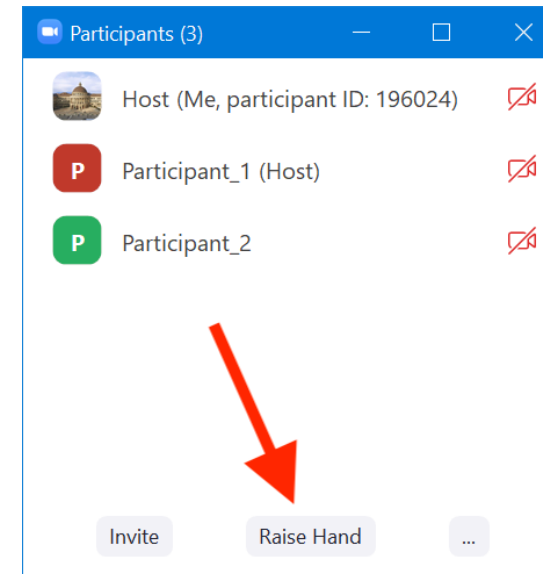 Participants (3)
Host (Me, participant ID: 196024)
P
Participant_1 (Host)
P
Participant_2
Invite
Raise Hand
...